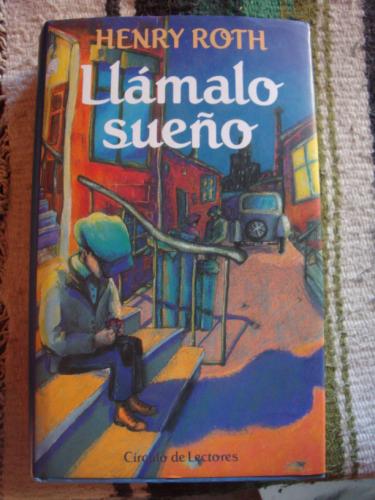 HENRY ROTH
Llámalo
sueño
Círculo de Lectores